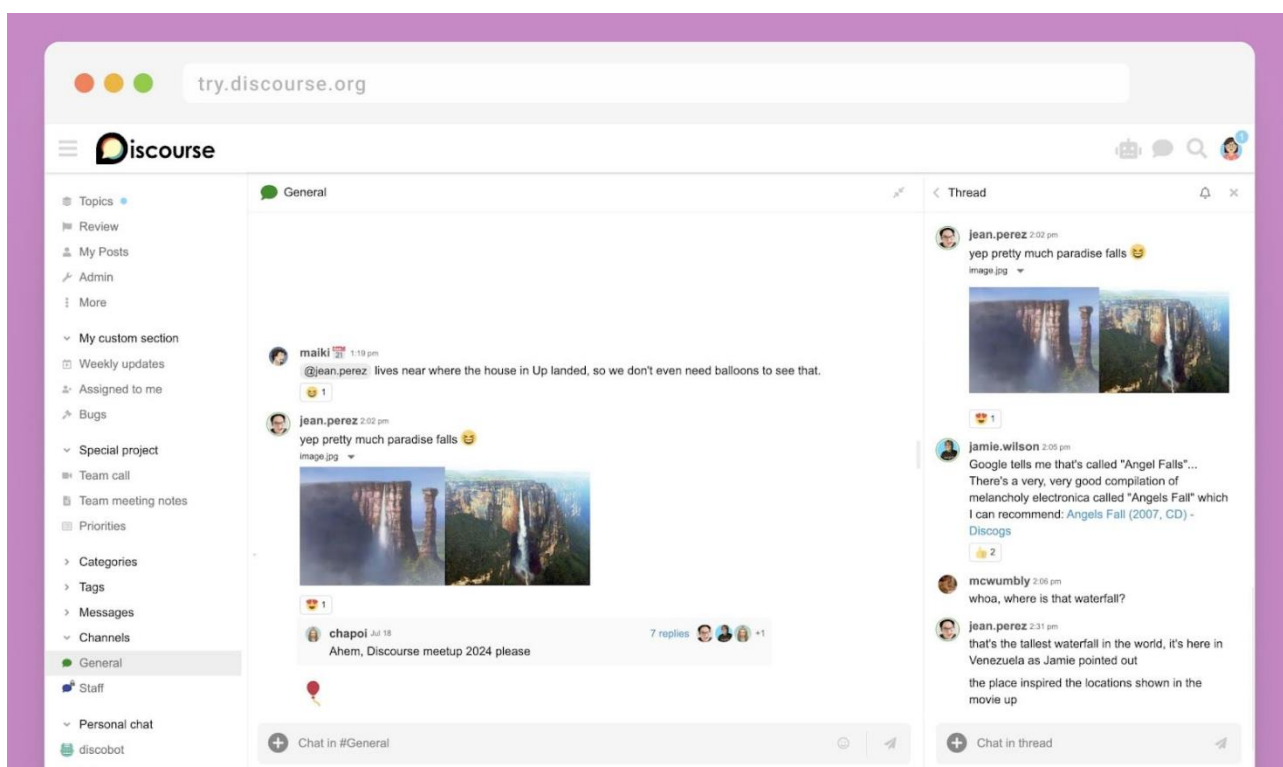 try.discourse.org
Discourse
1
Topics
Review
My Posts
Admin
More
My custom section
Weekly updates
Assigned to me
Bugs
Special project
Team call
Team meeting notes
Priorities
Categories
Tags
Messages
Channels
General
Staff
Personal chat
discobot
General
maiki 21 1:19 pm
@jean.perez lives near where the house in Up landed, so we don't even need balloons to see that.
1
jean.perez 2:02 pm
yep pretty much paradise falls
image.jpg
1
chapoi Jul 18
7 replies
+1
Ahem, Discourse meetup 2024 please
Chat in #General
Thread
jean.perez 2:02 pm
yep pretty much paradise falls
image.jpg
1
jamie.wilson 2:05 pm
Google tells me that's called "Angel Falls"...
There's a very, very good compilation of
melancholy electronica called "Angels Fall" which
I can recommend: Angels Fall (2007, CD) -
Discogs
2
mcwumbly 2:06 pm
whoa, where is that waterfall?
jean.perez 2:31 pm
that's the tallest waterfall in the world, it's here in
Venezuela as Jamie pointed out
the place inspired the locations shown in the
movie up
Chat in thread